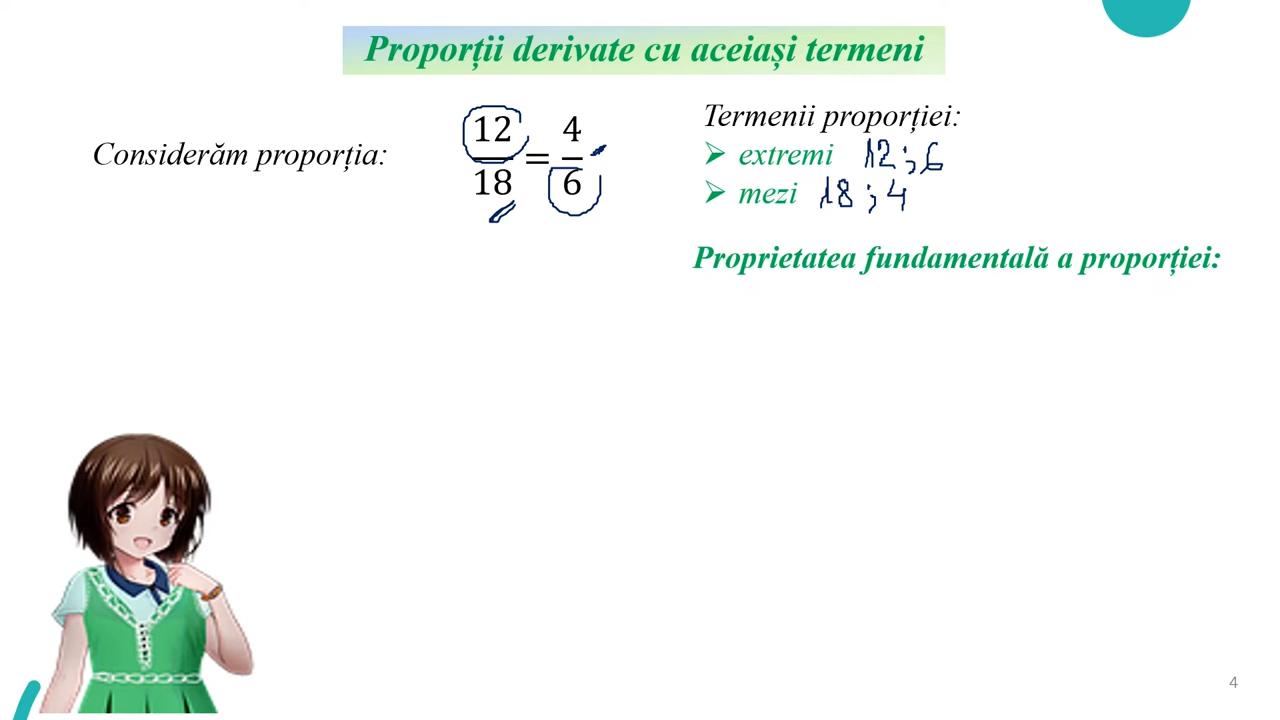 Proporții derivate cu aceiași termeni
Considerăm proporția:
12/18 = 4/6
Termenii proporției:
➢ extremi 12 ; 6
➢ mezi 18 ; 4
Proprietatea fundamentală a proporției:
4